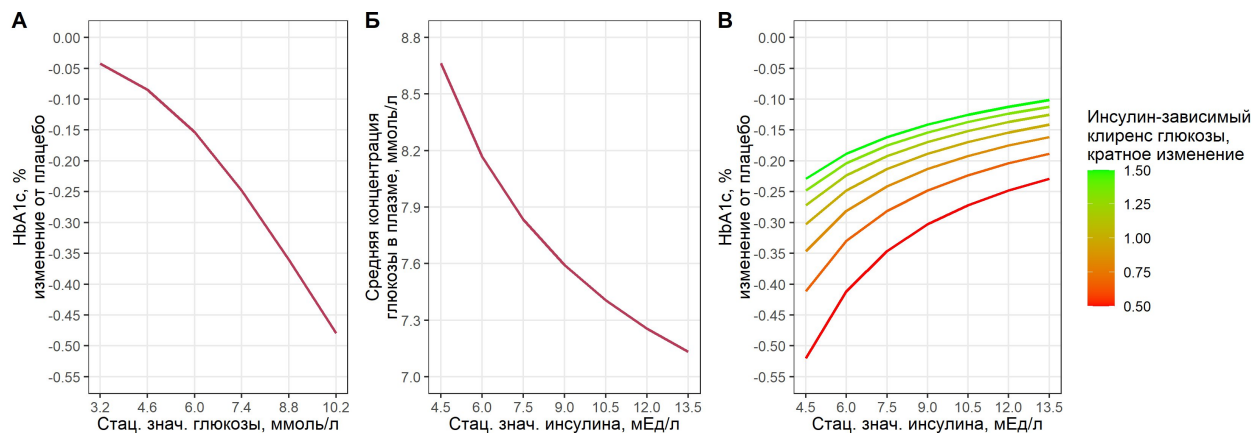 А
HbA1c, %
изменение от плацебо
0.00
-0.05
-0.10
-0.15
-0.20
-0.25
-0.30
-0.35
-0.40
-0.45
-0.50
-0.55
3.2 4.6 6.0 7.4 8.8 10.2
Стац. знач. глюкозы, ммоль/л
Б
Средняя концентрация
глюкозы в плазме, ммоль/л
8.8
8.5
8.2
7.9
7.6
7.3
7.0
4.5 6.0 7.5 9.0 10.5 12.0 13.5
Стац. знач. инсулина, мЕд/л
В
HbA1c, %
изменение от плацебо
0.00
-0.05
-0.10
-0.15
-0.20
-0.25
-0.30
-0.35
-0.40
-0.45
-0.50
-0.55
4.5 6.0 7.5 9.0 10.5 12.0 13.5
Стац. знач. инсулина, мЕд/л
Инсулин-зависимый
клиренс глюкозы,
кратное изменение
1.50
1.25
1.00
0.75
0.50